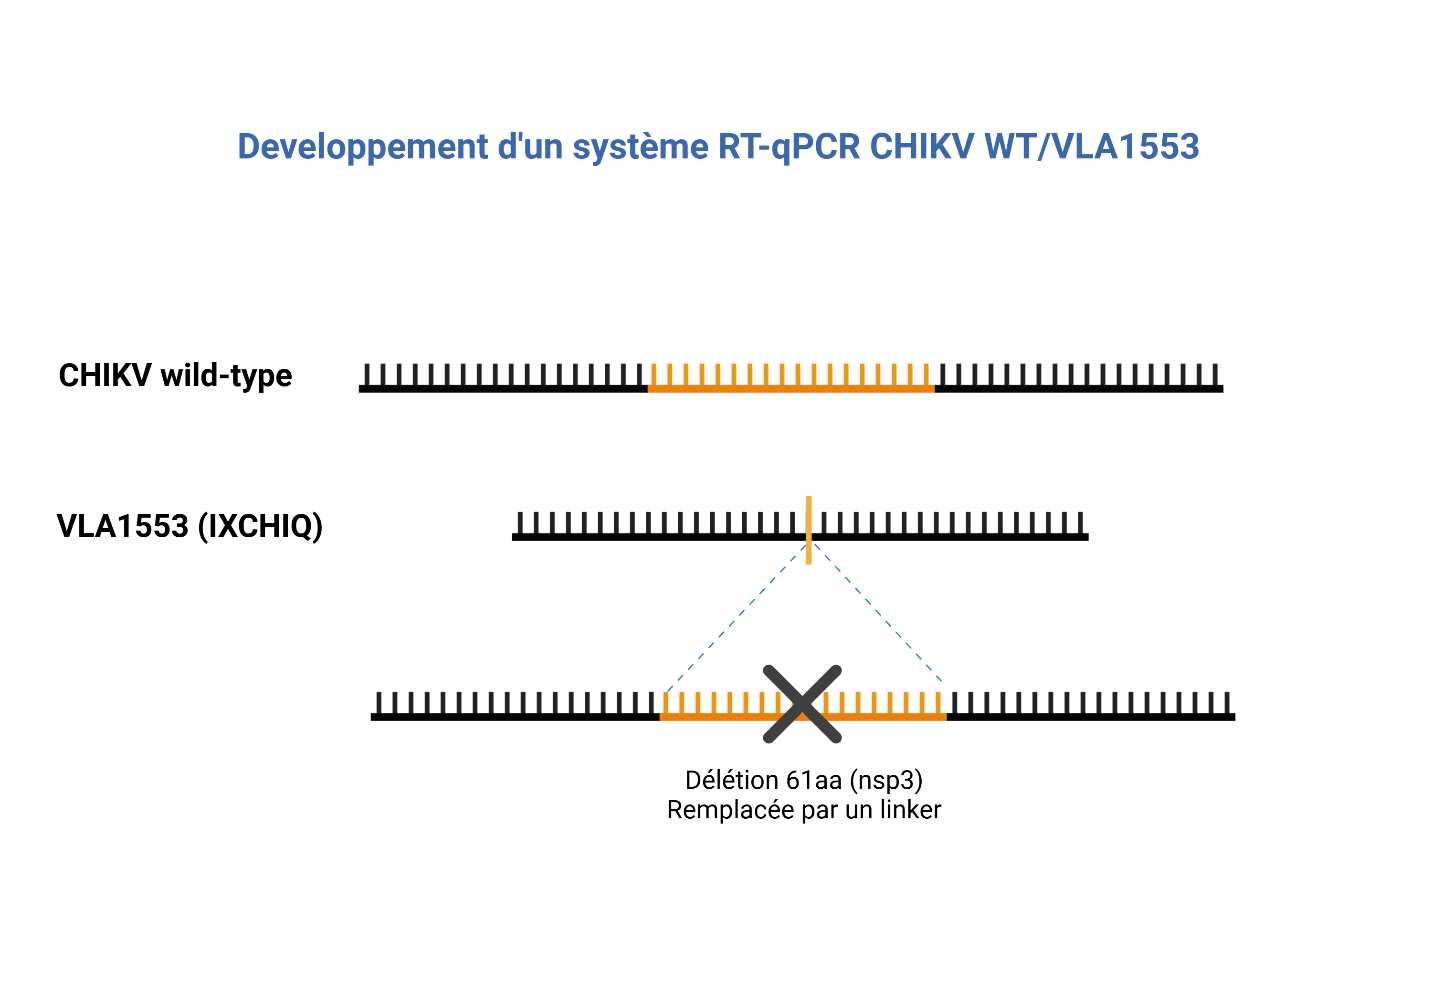 Developpement d'un système RT-qPCR CHIKV WT/VLA1553
CHIKV wild-type
VLA1553 (IXCHIQ)
Délétion 61aa (nsp3)
Remplacée par un linker